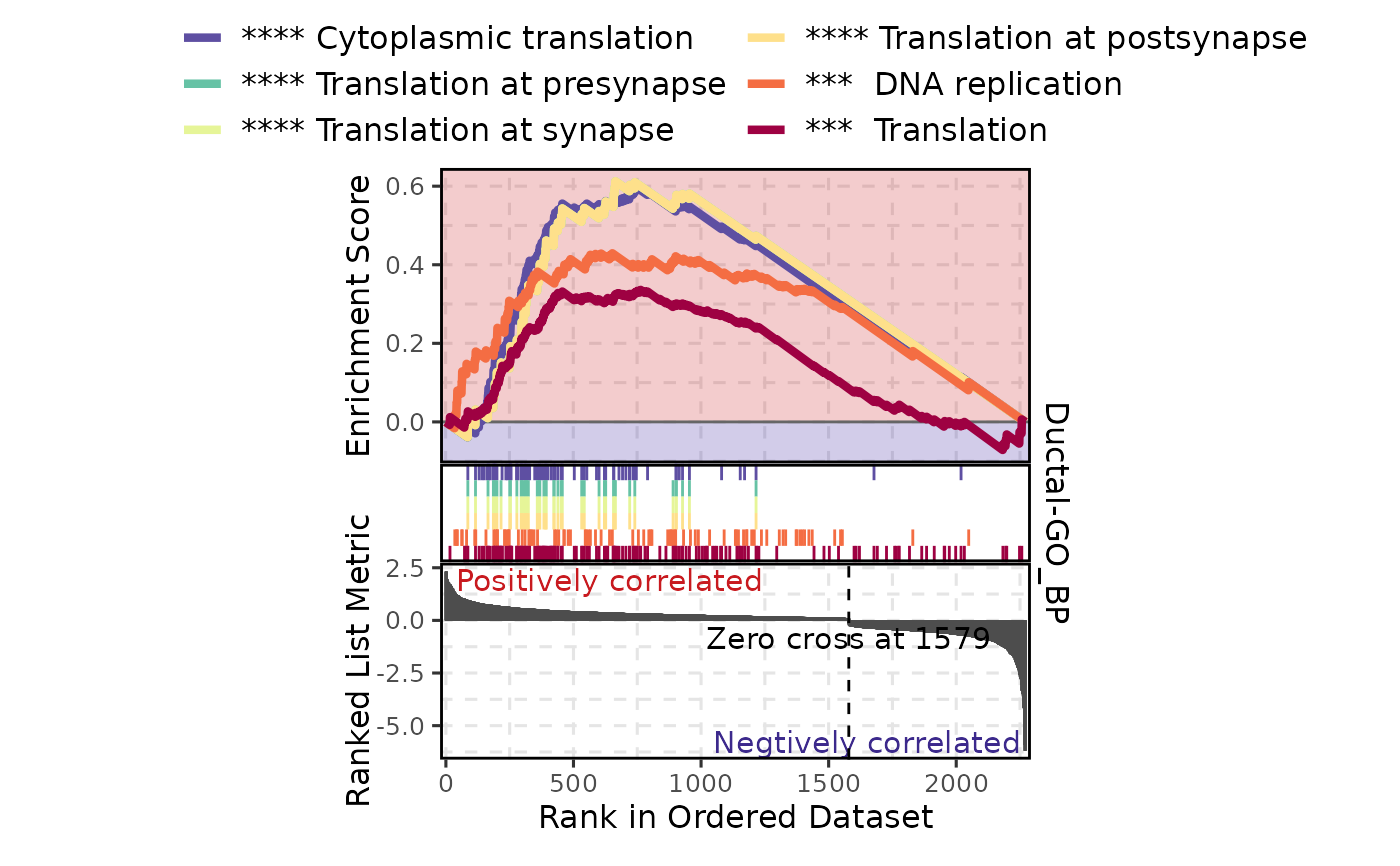 **** Cytoplasmic translation
**** Translation at postsynapse
**** Translation at presynapse
*** DNA replication
**** Translation at synapse
*** Translation
Enrichment Score
0.6
0.4
0.2
0.0
Ductal-GO_BP
Ranked List Metric
2.5
0.0
-2.5
-5.0
Positively correlated
Zero cross at 1579
Negtively correlated
0 500 1000 1500 2000
Rank in Ordered Dataset